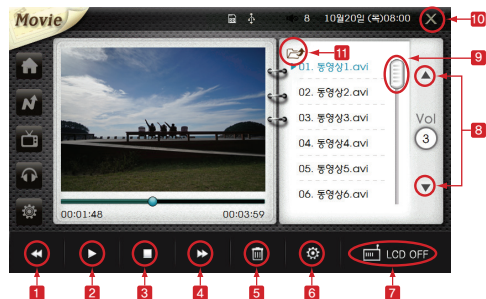 Movie
8 10월20일 (목)08:00
10
11
9
01. 동영상1.avi
02. 동영상2.avi
03. 동영상3.avi
04. 동영상4.avi
05. 동영상5.avi
06. 동영상6.avi
Vol
3
8
00:01:48 00:03:59
LCD OFF
1 2 3 4 5 6 7